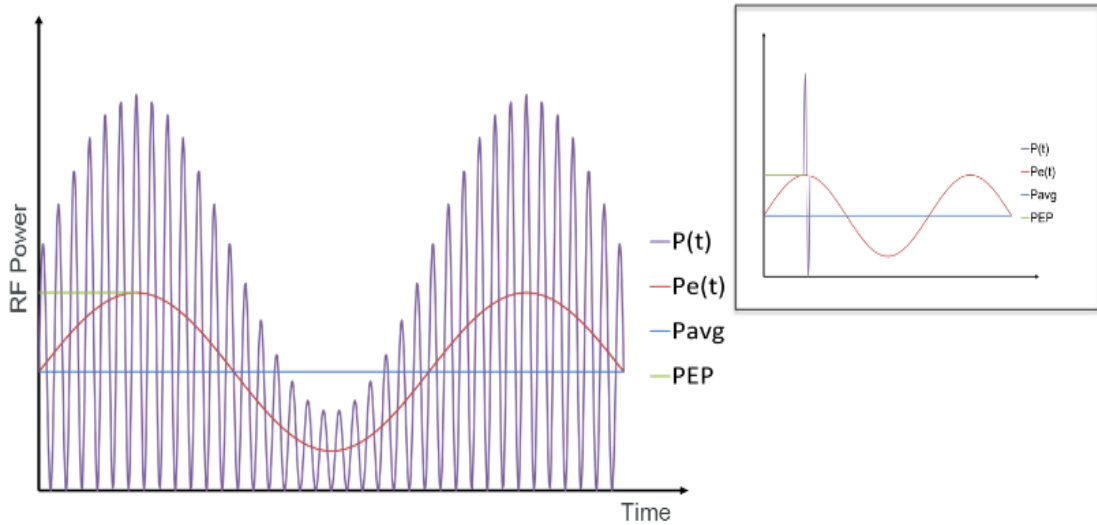 RF Power
P(t)
Pe(t)
Pavg
PEP
Time
P(t)
Pe(t)
Pavg
PEP